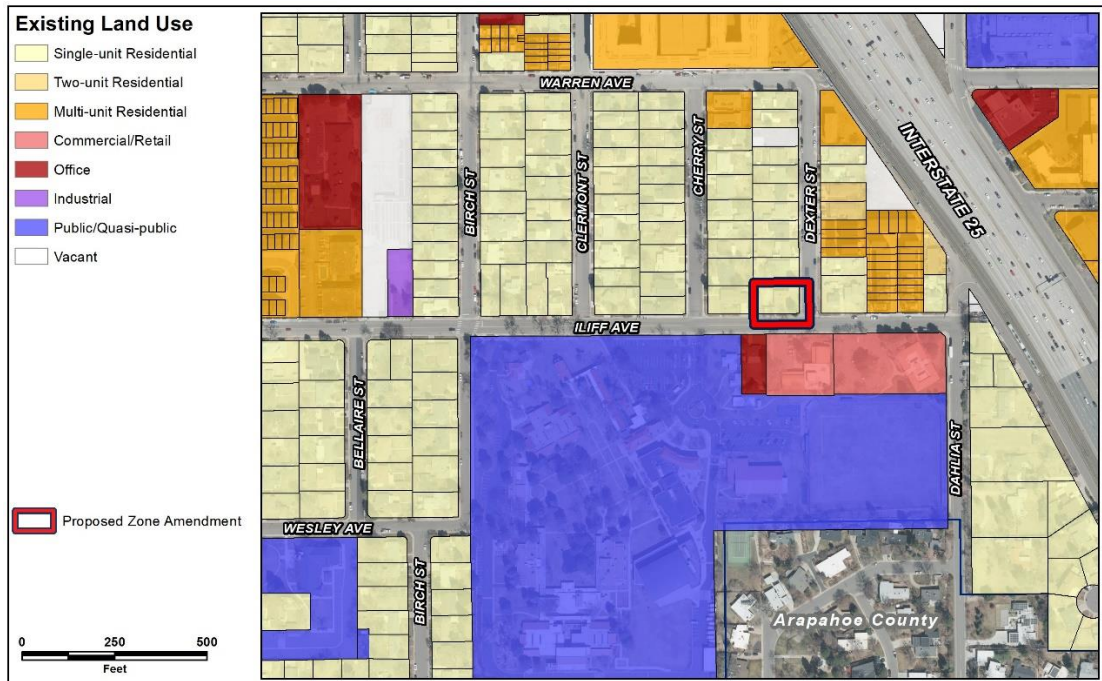 Existing Land Use
Single-unit Residential
Two-unit Residential
Multi-unit Residential
Commercial/Retail
Office
Industrial
Public/Quasi-public
Vacant
Proposed Zone Amendment
0 250 500
Feet
WARREN AVE
BIRCH ST
CLERMONT ST
CHERRY ST
DEXTER ST
INTERSTATE 25
ILIFF AVE
BELLAIRE ST
DAHLIA ST
WESLEY AVE
BIRCH ST
Arapahoe County